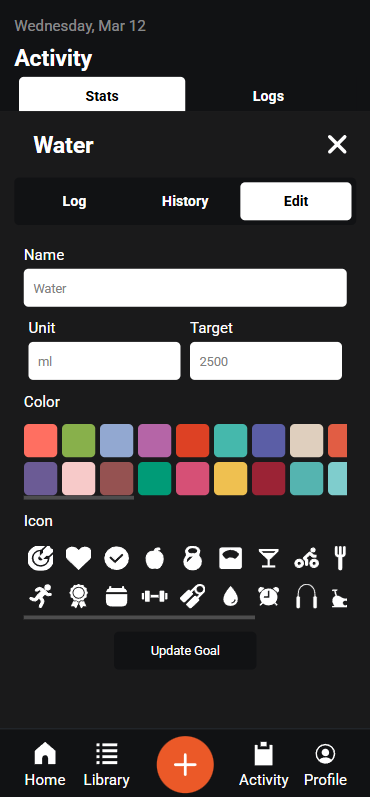 Wednesday, Mar 12
Activity
Stats Logs
Water
Log History Edit
Name
Water
Unit Target
ml 2500
Color
Icon
Update Goal
Home Library Activity Profile